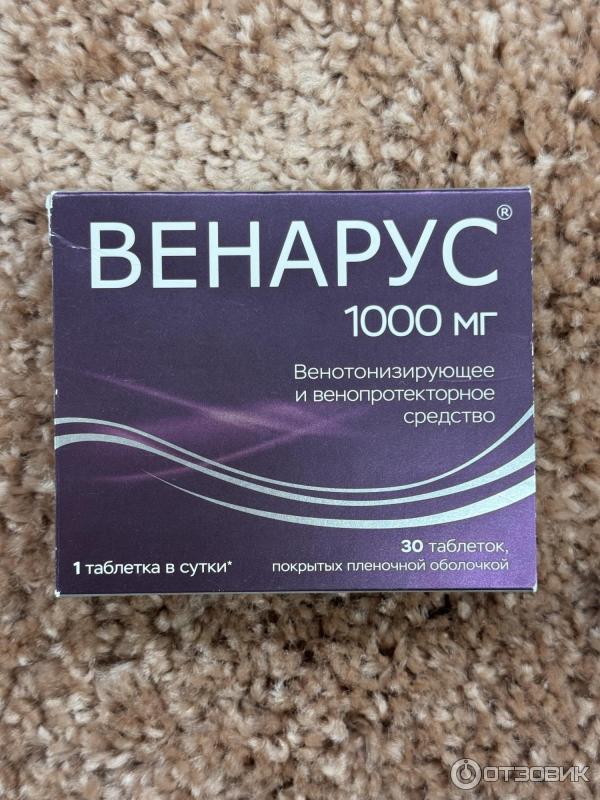 ВЕНАРУС®
1000 мг
Венотонизирующее
и венопротекторное
средство
30 таблеток,
1 таблетка в сутки* покрытых пленочной оболочкой
ОТЗОВИК